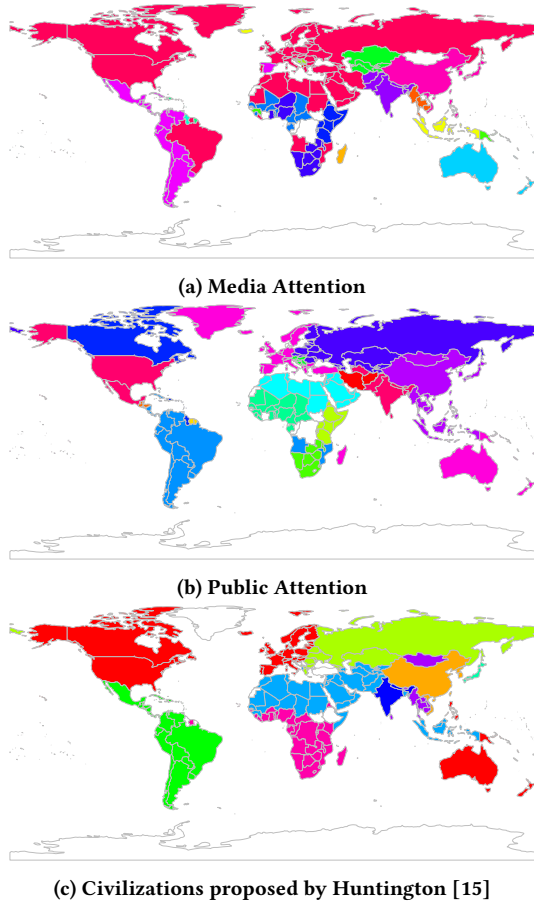 (a) Media Attention
(b) Public Attention
(c) Civilizations proposed by Huntington [15]